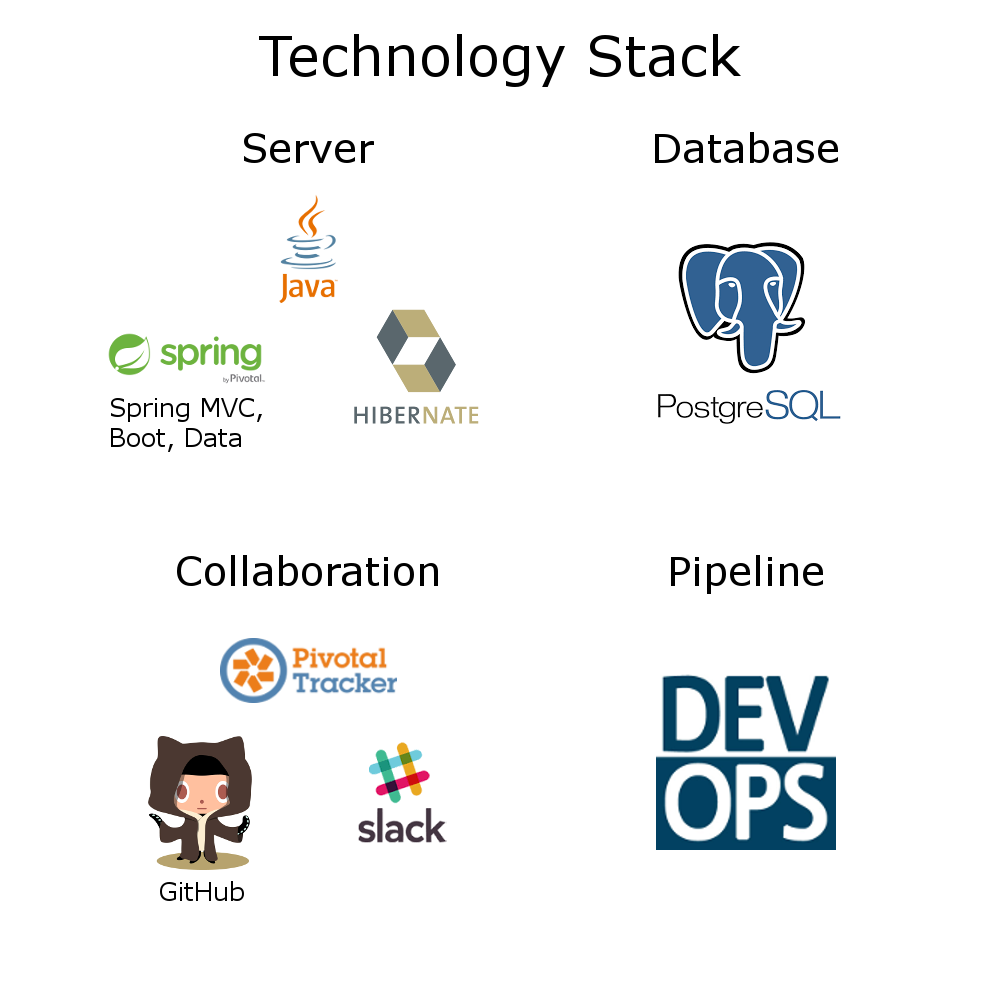 Technology Stack
Server
Java
spring
by Pivotal
Spring MVC,
Boot, Data
HIBERNATE
Database
PostgreSQL
Collaboration
Pivotal
Tracker
GitHub
slack
Pipeline
DEV
OPS